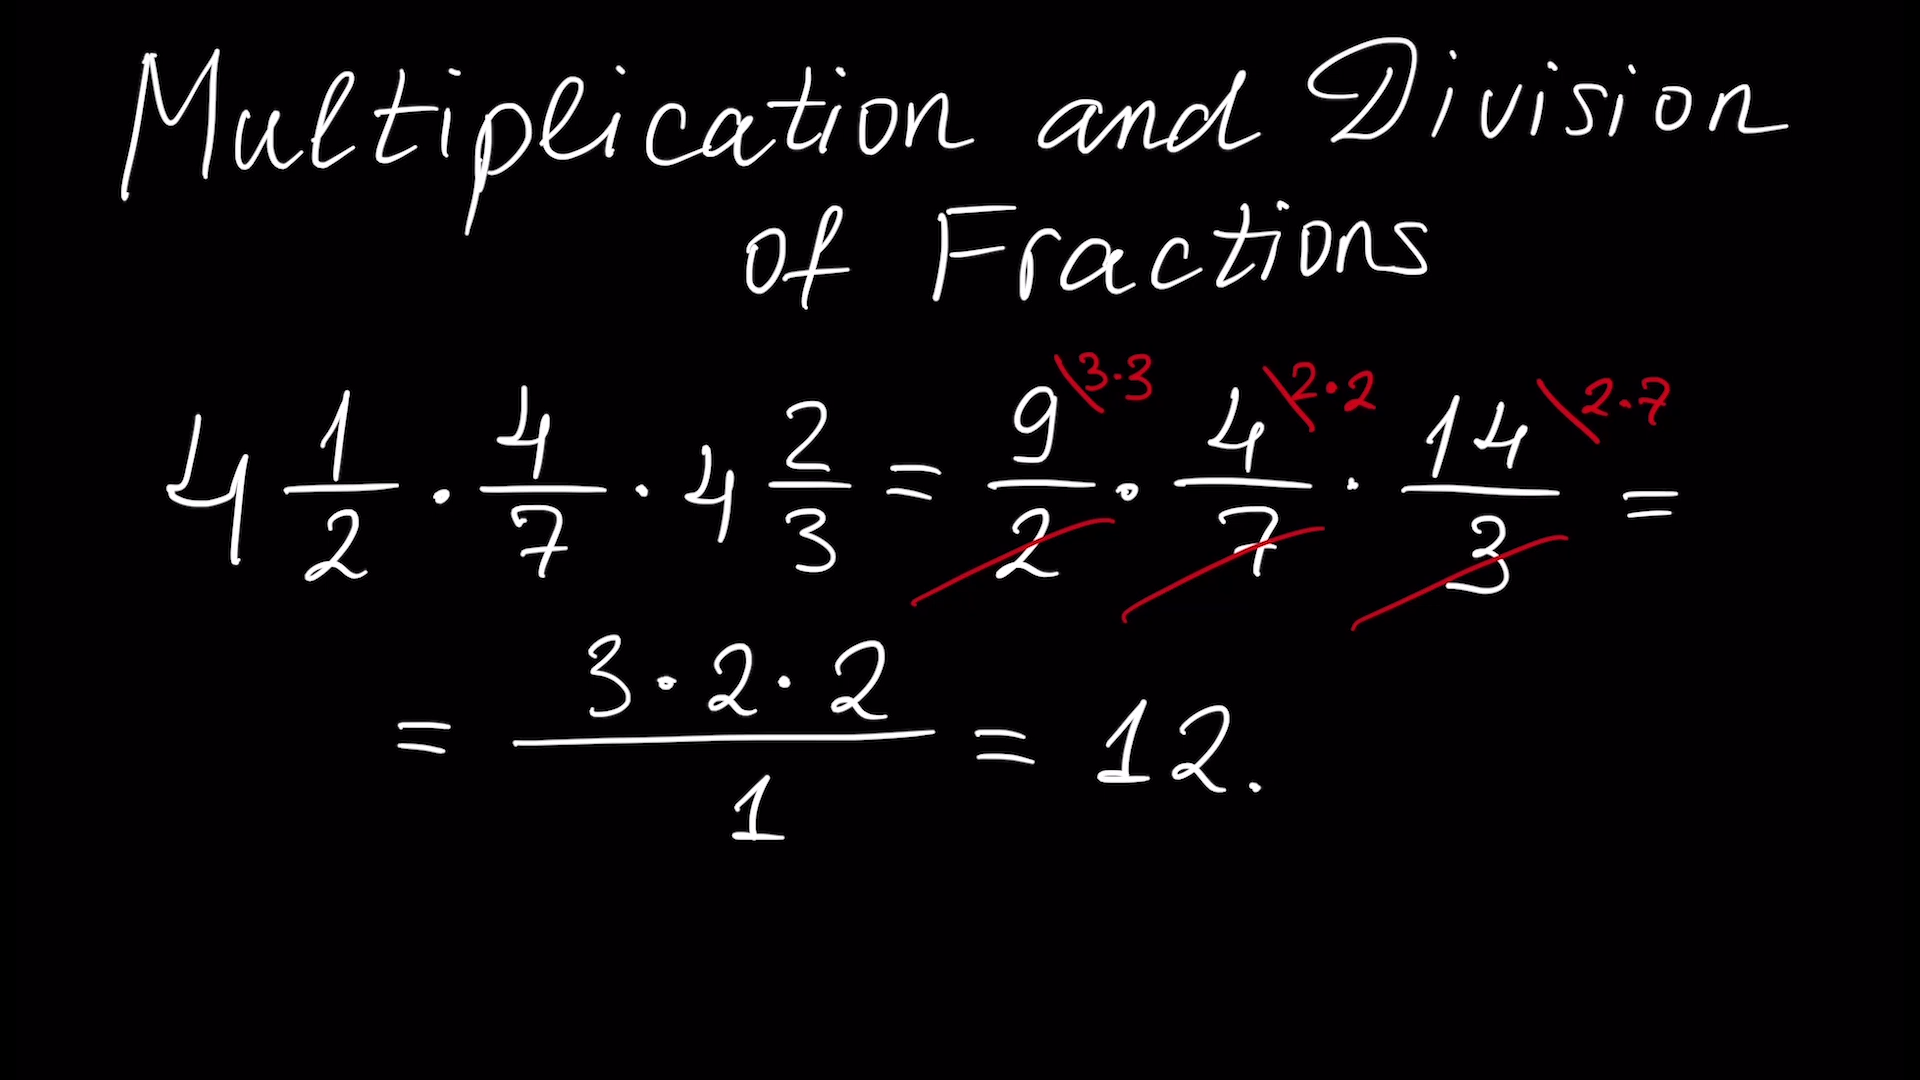 Multiplication and Division
of Fractions
4 1/2 · 4/7 · 4 2/3 = 9/2 · 4/7 · 14/3 =
3·3 2·2 2·7
= 3·2·2/1 = 12.